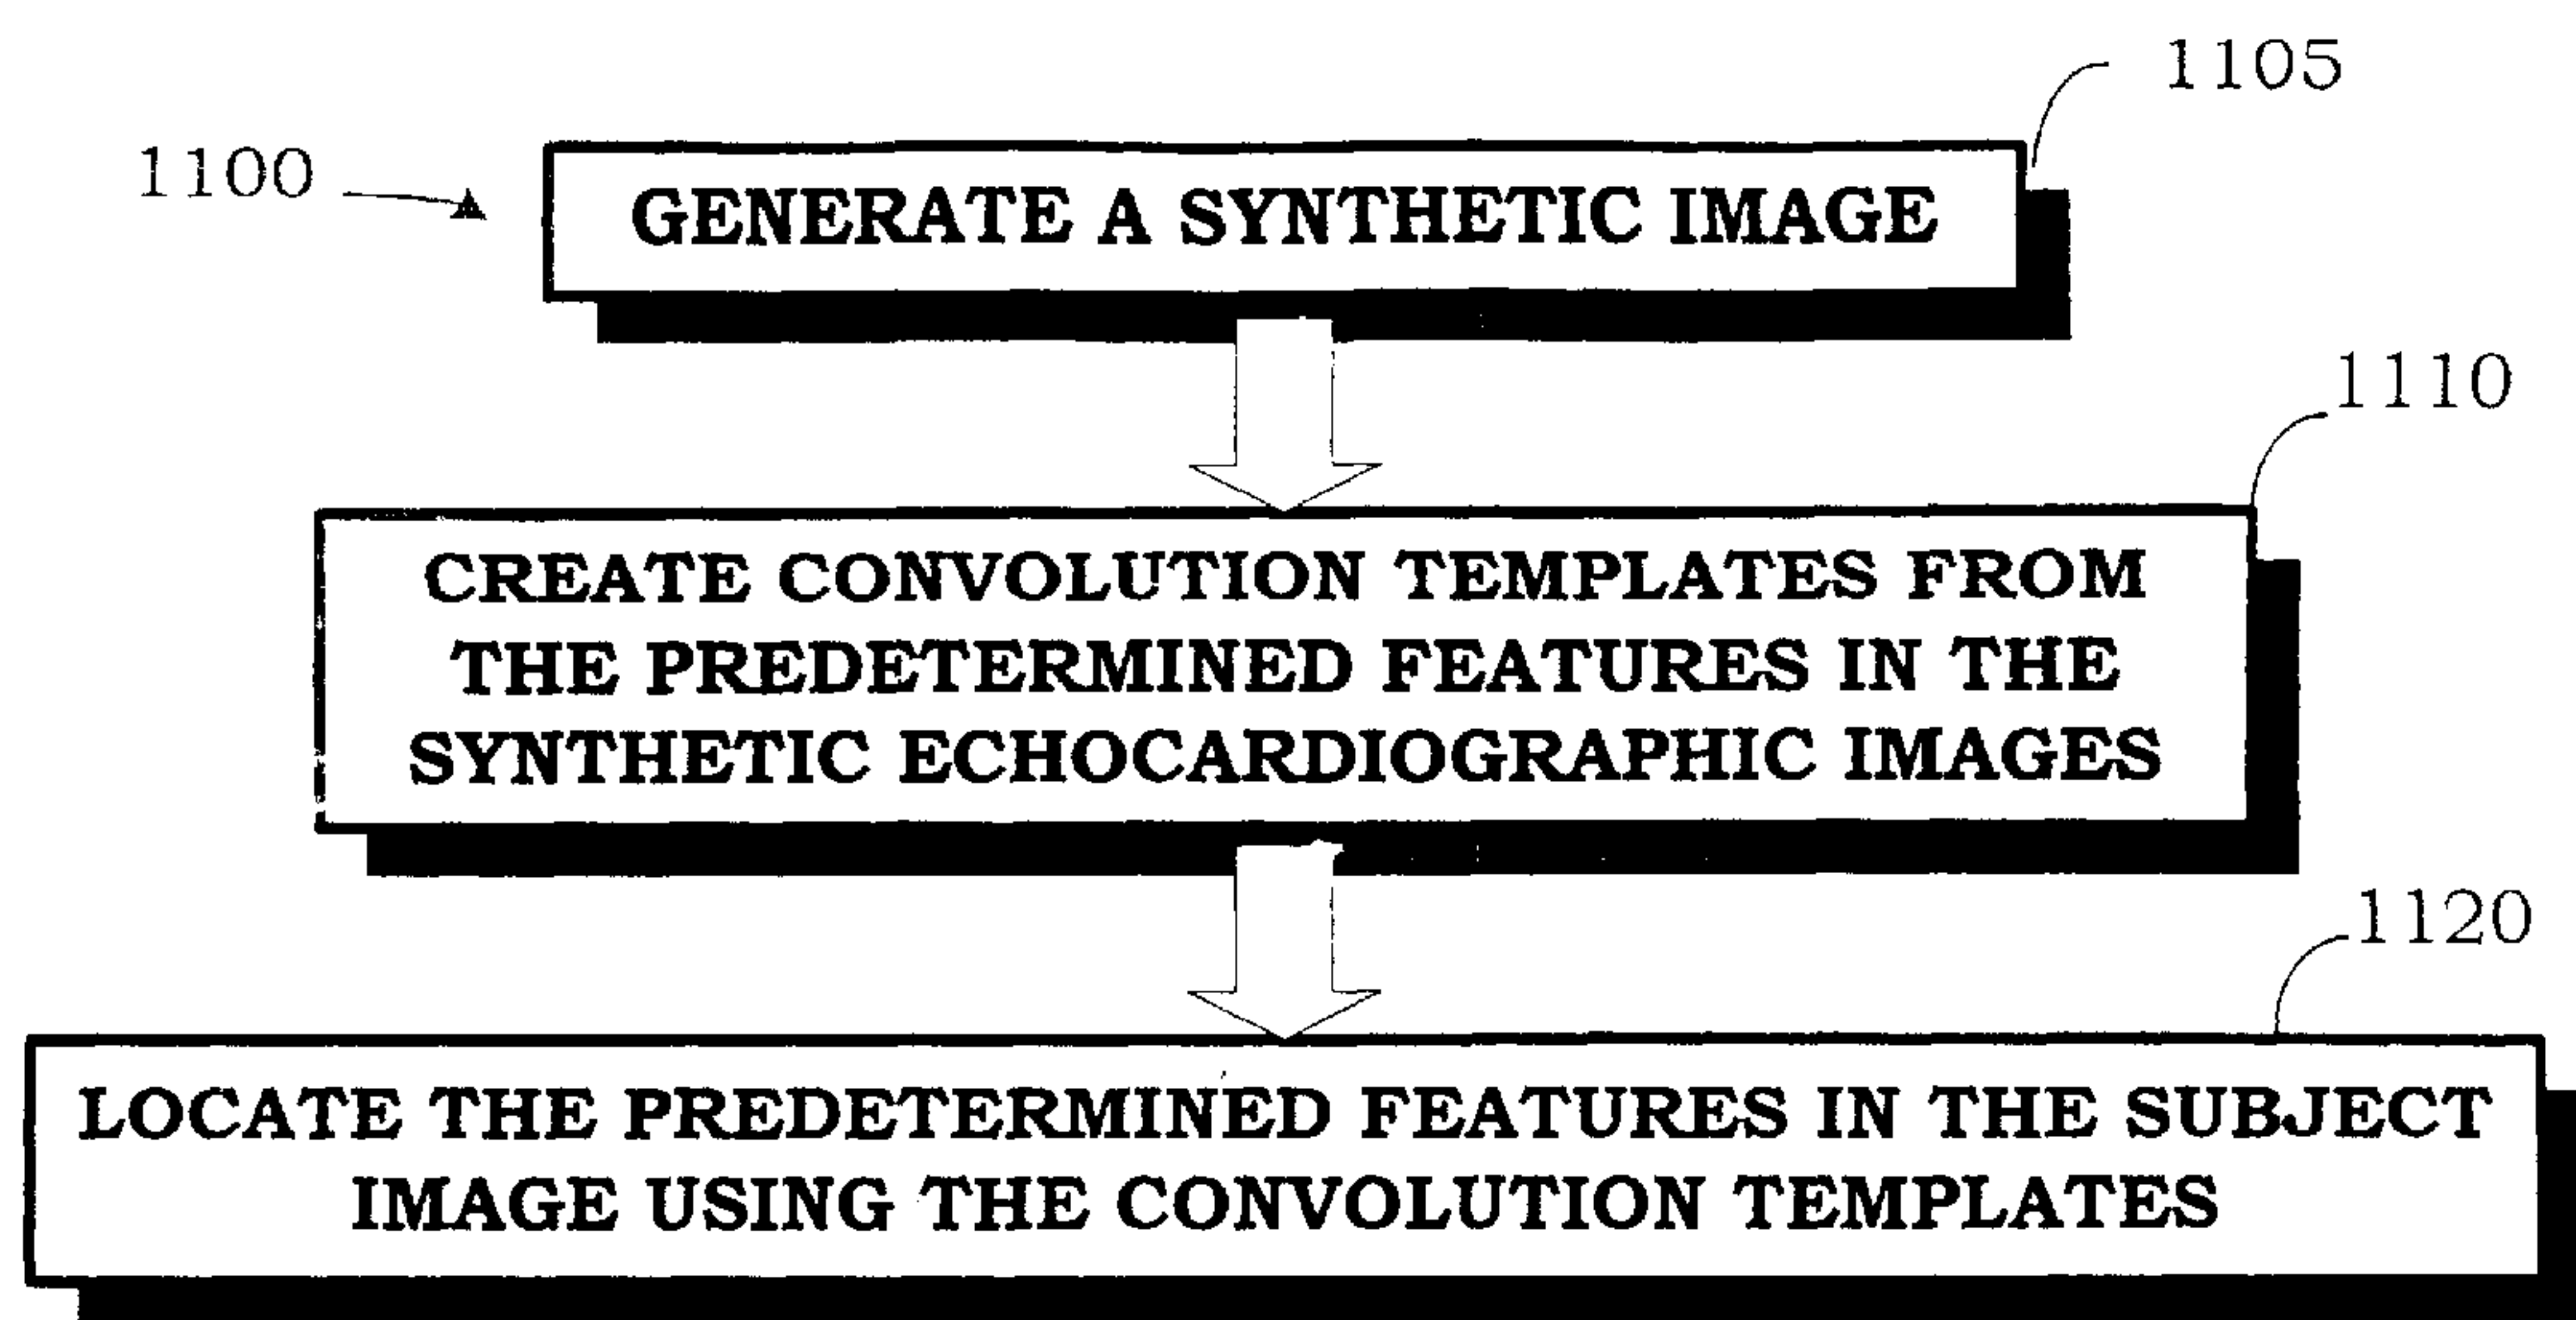 1105
1100
GENERATE A SYNTHETIC IMAGE
1110
CREATE CONVOLUTION TEMPLATES FROM
THE PREDETERMINED FEATURES IN THE
SYNTHETIC ECHOCARDIOGRAPHIC IMAGES
1120
LOCATE THE PREDETERMINED FEATURES IN THE SUBJECT
IMAGE USING THE CONVOLUTION TEMPLATES